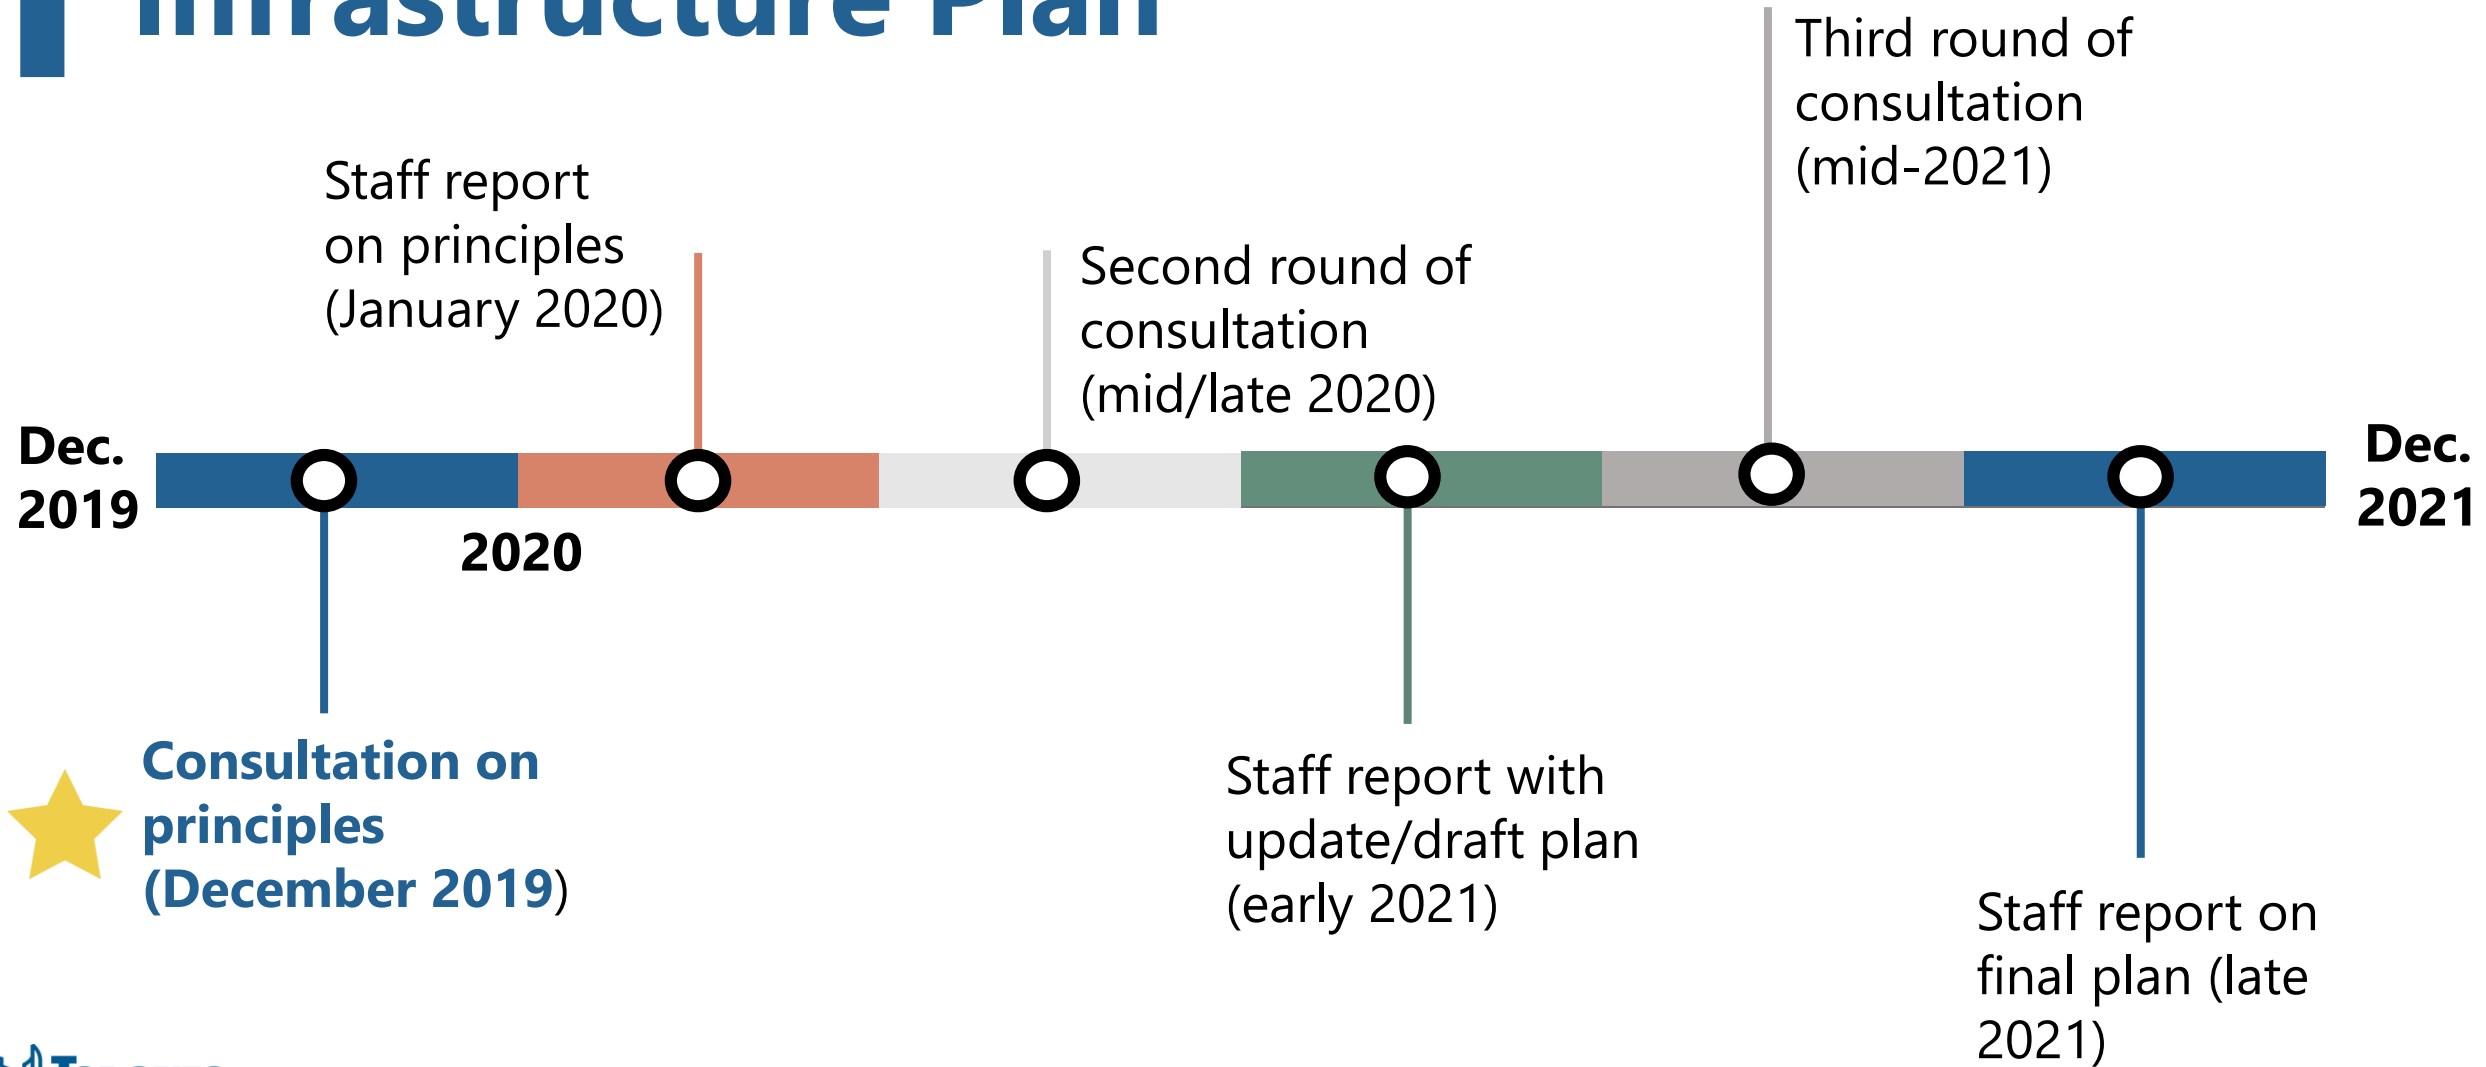 Infrastructure Plan
Third round of
consultation
(mid-2021)
Staff report
on principles
(January 2020)
Second round of
consultation
(mid/late 2020)
Dec.
2019
2020
Dec.
2021
Consultation on
principles
(December 2019)
Staff report with
update/draft plan
(early 2021)
Staff report on
final plan (late
2021)